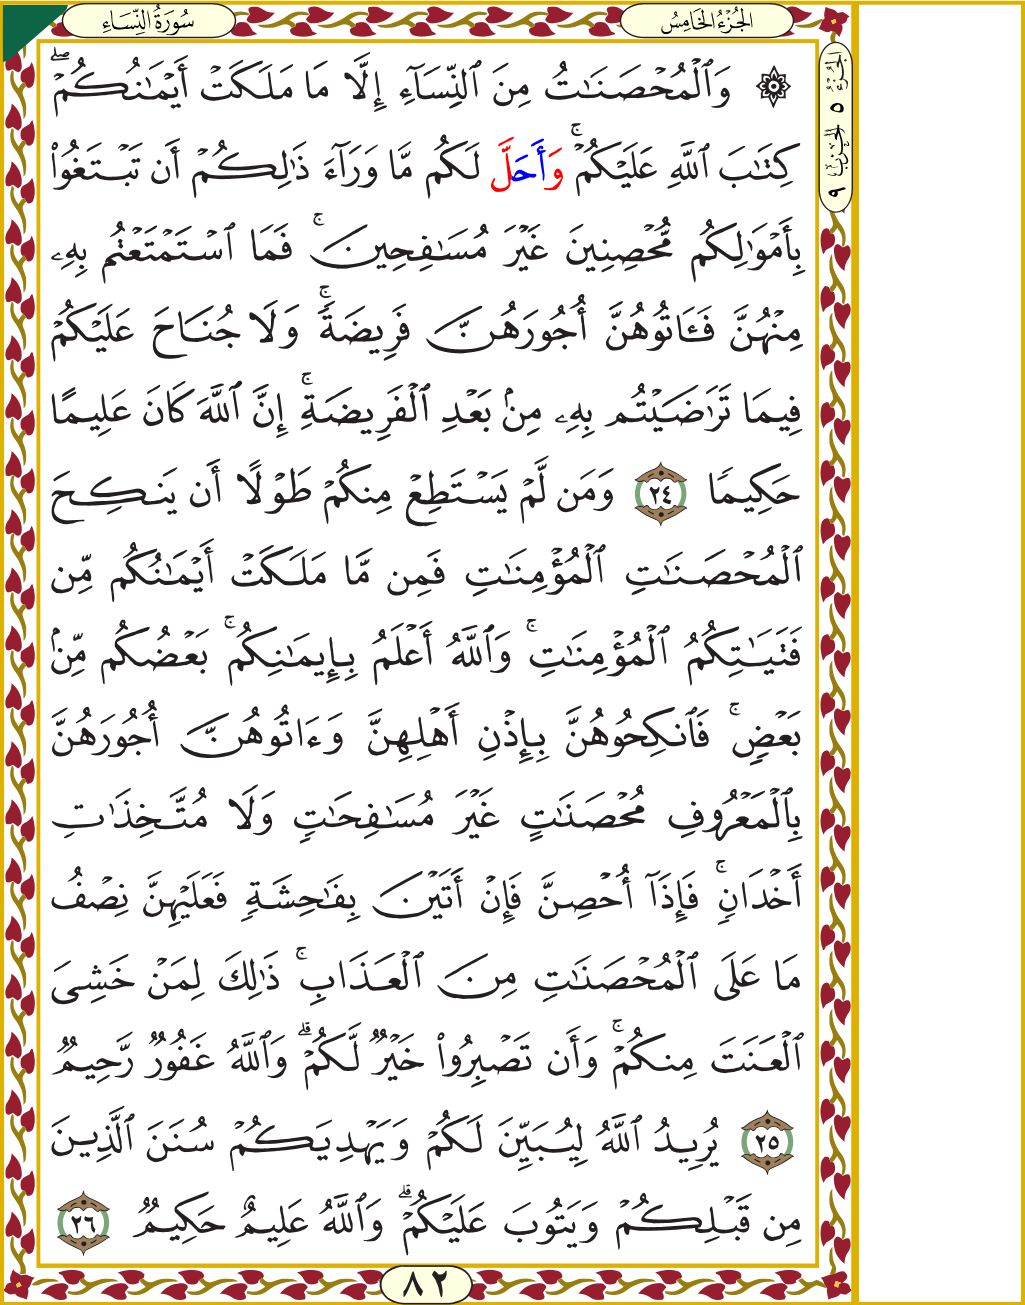 سُورَةُ النِّسَاءِ
الجُزْءُ الخَامِسُ
الجُزْءُ ٥ الحِزْبُ ٩
۞ وَٱلْمُحْصَنَٰتُ مِنَ ٱلنِّسَآءِ إِلَّا مَا مَلَكَتْ أَيْمَٰنُكُمْۖ
كِتَٰبَ ٱللَّهِ عَلَيْكُمْۚ وَأَحَلَّ لَكُم مَّا وَرَآءَ ذَٰلِكُمْ أَن تَبْتَغُوا۟
بِأَمْوَٰلِكُم مُّحْصِنِينَ غَيْرَ مُسَٰفِحِينَۚ فَمَا ٱسْتَمْتَعْتُم بِهِۦ
مِنْهُنَّ فَـَٔاتُوهُنَّ أُجُورَهُنَّ فَرِيضَةًۚ وَلَا جُنَاحَ عَلَيْكُمْ
فِيمَا تَرَٰضَيْتُم بِهِۦ مِنۢ بَعْدِ ٱلْفَرِيضَةِۚ إِنَّ ٱللَّهَ كَانَ عَلِيمًا
حَكِيمًا ٢٤ وَمَن لَّمْ يَسْتَطِعْ مِنكُمْ طَوْلًا أَن يَنكِحَ
ٱلْمُحْصَنَٰتِ ٱلْمُؤْمِنَٰتِ فَمِن مَّا مَلَكَتْ أَيْمَٰنُكُم مِّن
فَتَيَٰتِكُمُ ٱلْمُؤْمِنَٰتِۚ وَٱللَّهُ أَعْلَمُ بِإِيمَٰنِكُمۚ بَعْضُكُم مِّنۢ
بَعْضٍۚ فَٱنكِحُوهُنَّ بِإِذْنِ أَهْلِهِنَّ وَءَاتُوهُنَّ أُجُورَهُنَّ
بِٱلْمَعْرُوفِ مُحْصَنَٰتٍ غَيْرَ مُسَٰفِحَٰتٍ وَلَا مُتَّخِذَٰتِ
أَخْدَانٍۚ فَإِذَآ أُحْصِنَّ فَإِنْ أَتَيْنَ بِفَٰحِشَةٍ فَعَلَيْهِنَّ نِصْفُ
مَا عَلَى ٱلْمُحْصَنَٰتِ مِنَ ٱلْعَذَابِۚ ذَٰلِكَ لِمَنْ خَشِىَ
ٱلْعَنَتَ مِنكُمْۚ وَأَن تَصْبِرُوا۟ خَيْرٌ لَّكُمْۗ وَٱللَّهُ غَفُورٌ رَّحِيمٌ
٢٥ يُرِيدُ ٱللَّهُ لِيُبَيِّنَ لَكُمْ وَيَهْدِيَكُمْ سُنَنَ ٱلَّذِينَ
مِن قَبْلِكُمْ وَيَتُوبَ عَلَيْكُمْۗ وَٱللَّهُ عَلِيمٌ حَكِيمٌ ٢٦
٨٢